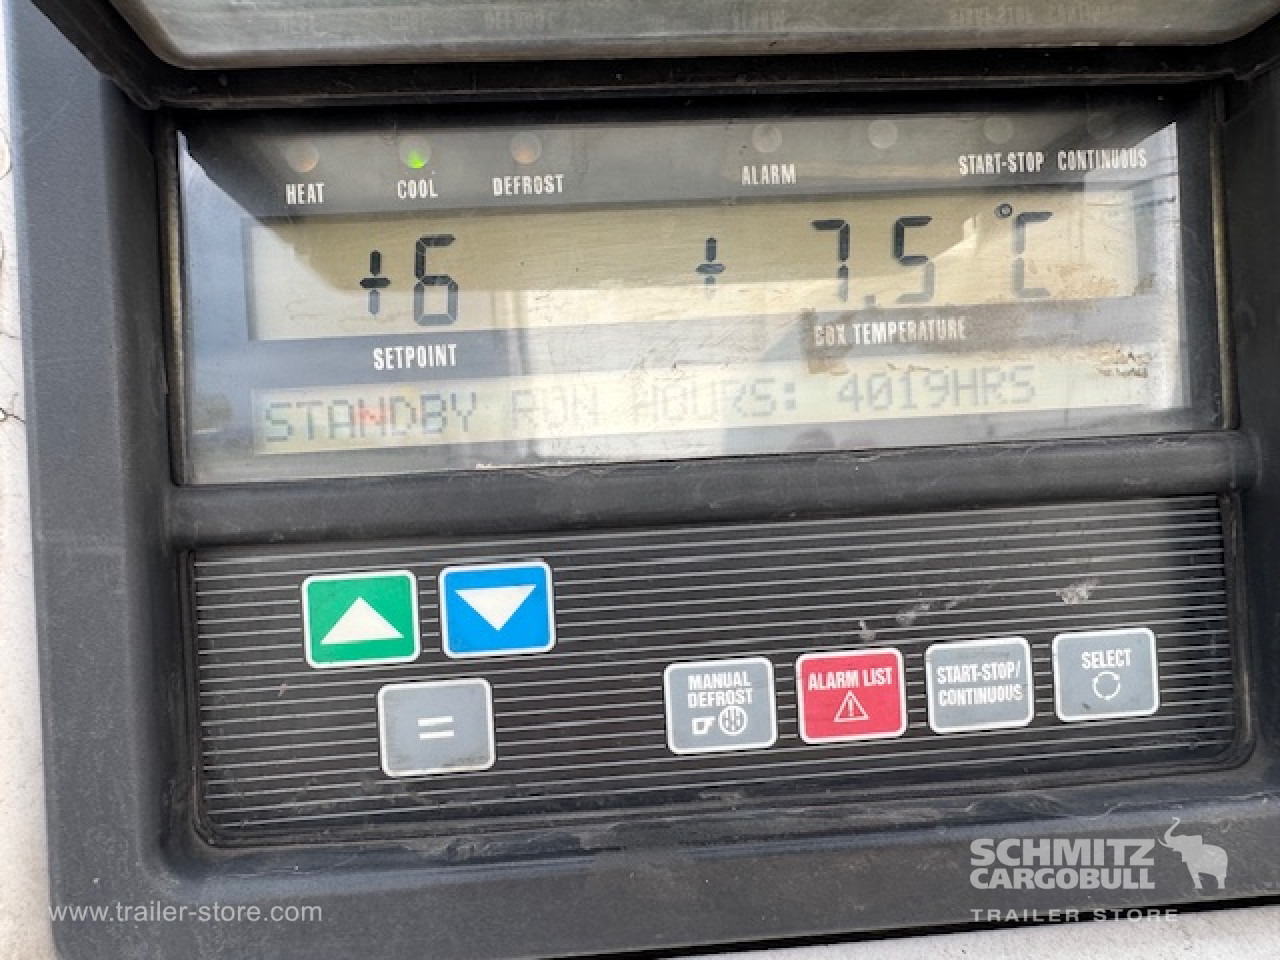 HEAT COOL DEFROST ALARM START-STOP CONTINUOUS
+6 + 7.5 °C
SETPOINT BOX TEMPERATURE
STANDBY RUN HOURS: 4019HRS
MANUAL DEFROST
ALARM LIST
START-STOP/ CONTINUOUS
SELECT
=
SCHMITZ
CARGOBULL
www.trailer-store.com TRAILER STORE